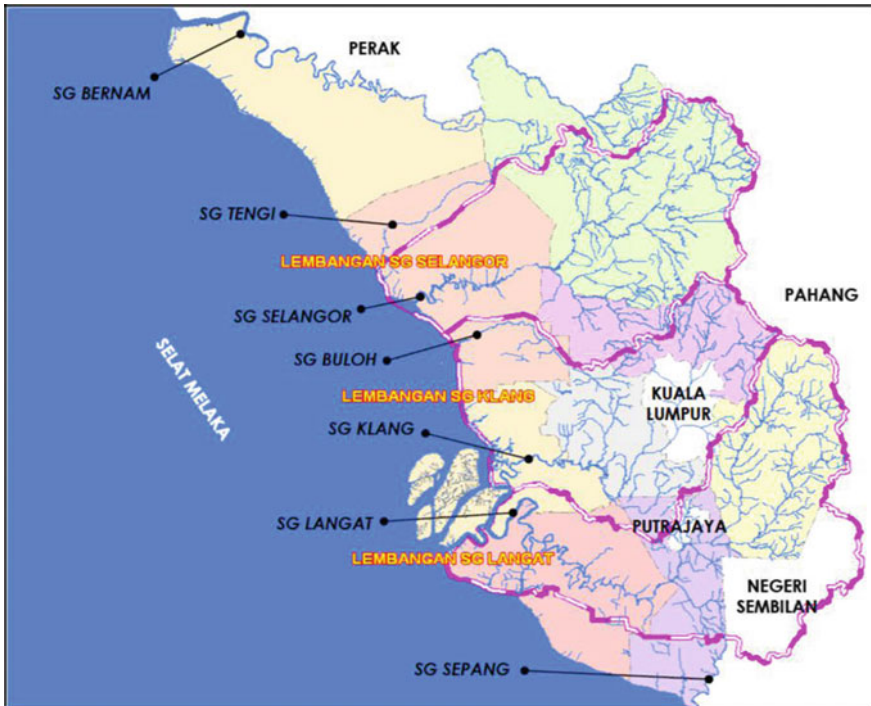 PERAK
SG BERNAM
SG TENGI
LEMBANGAN SG SELANGOR
PAHANG
SG SELANGOR
SG BULOH
SELAT MELAKA
LEMBANGAN SG KLANG
KUALA
LUMPUR
SG KLANG
SG LANGAT
PUTRAJAYA
LEMBANGAN SG LANGAT
NEGERI
SEMBILAN
SG SEPANG